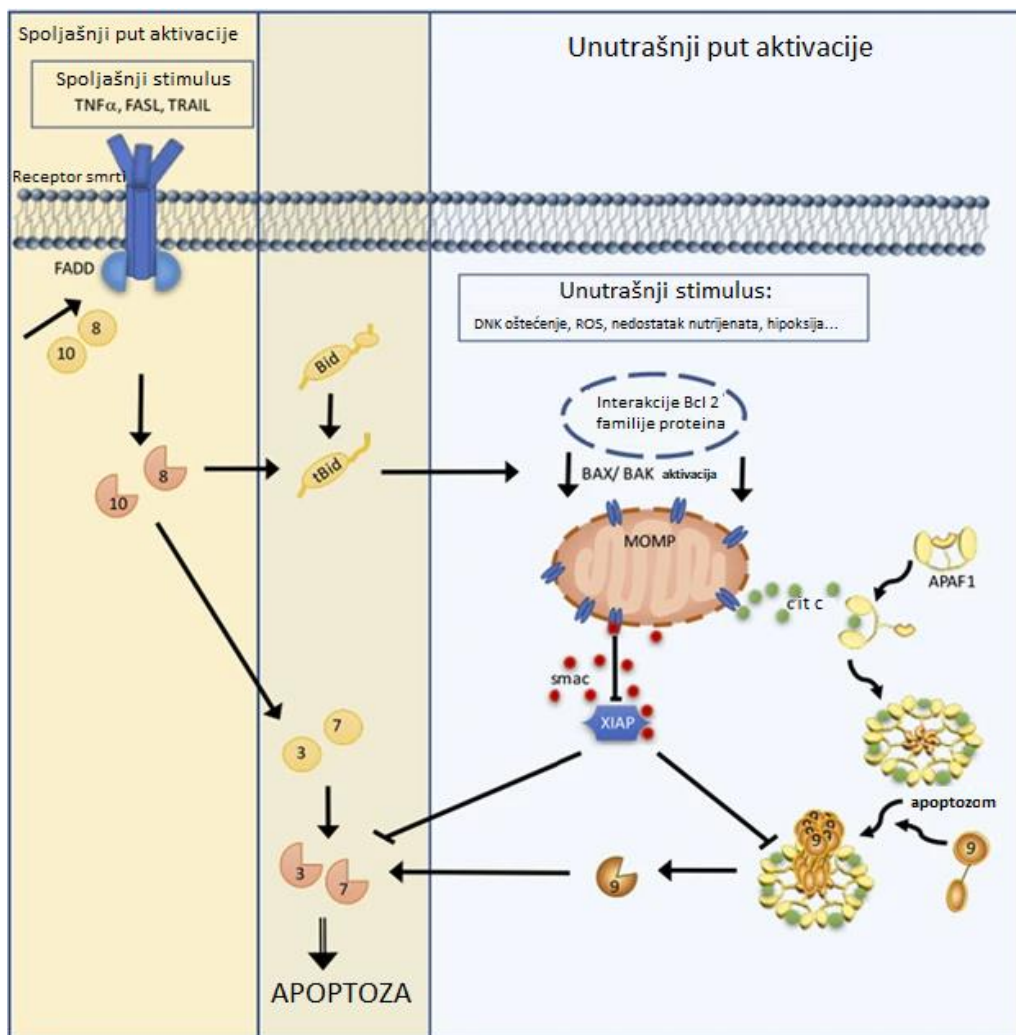 Spoljašnji put aktivacije
Unutrašnji put aktivacije
Spoljašnji stimulus
TNFα, FASL, TRAIL
Receptor smrti
FADD
8
10
Unutrašnji stimulus:
DNK oštećenje, ROS, nedostatak nutrijenata, hipoksija...
Bid
Interakcije Bcl 2
familije proteina
8
10
tBid
BAX/ BAK aktivacija
MOMP
APAF1
cit c
smac
XIAP
7
3
apoptozom
9
9
3
7
9
APOPTOZA